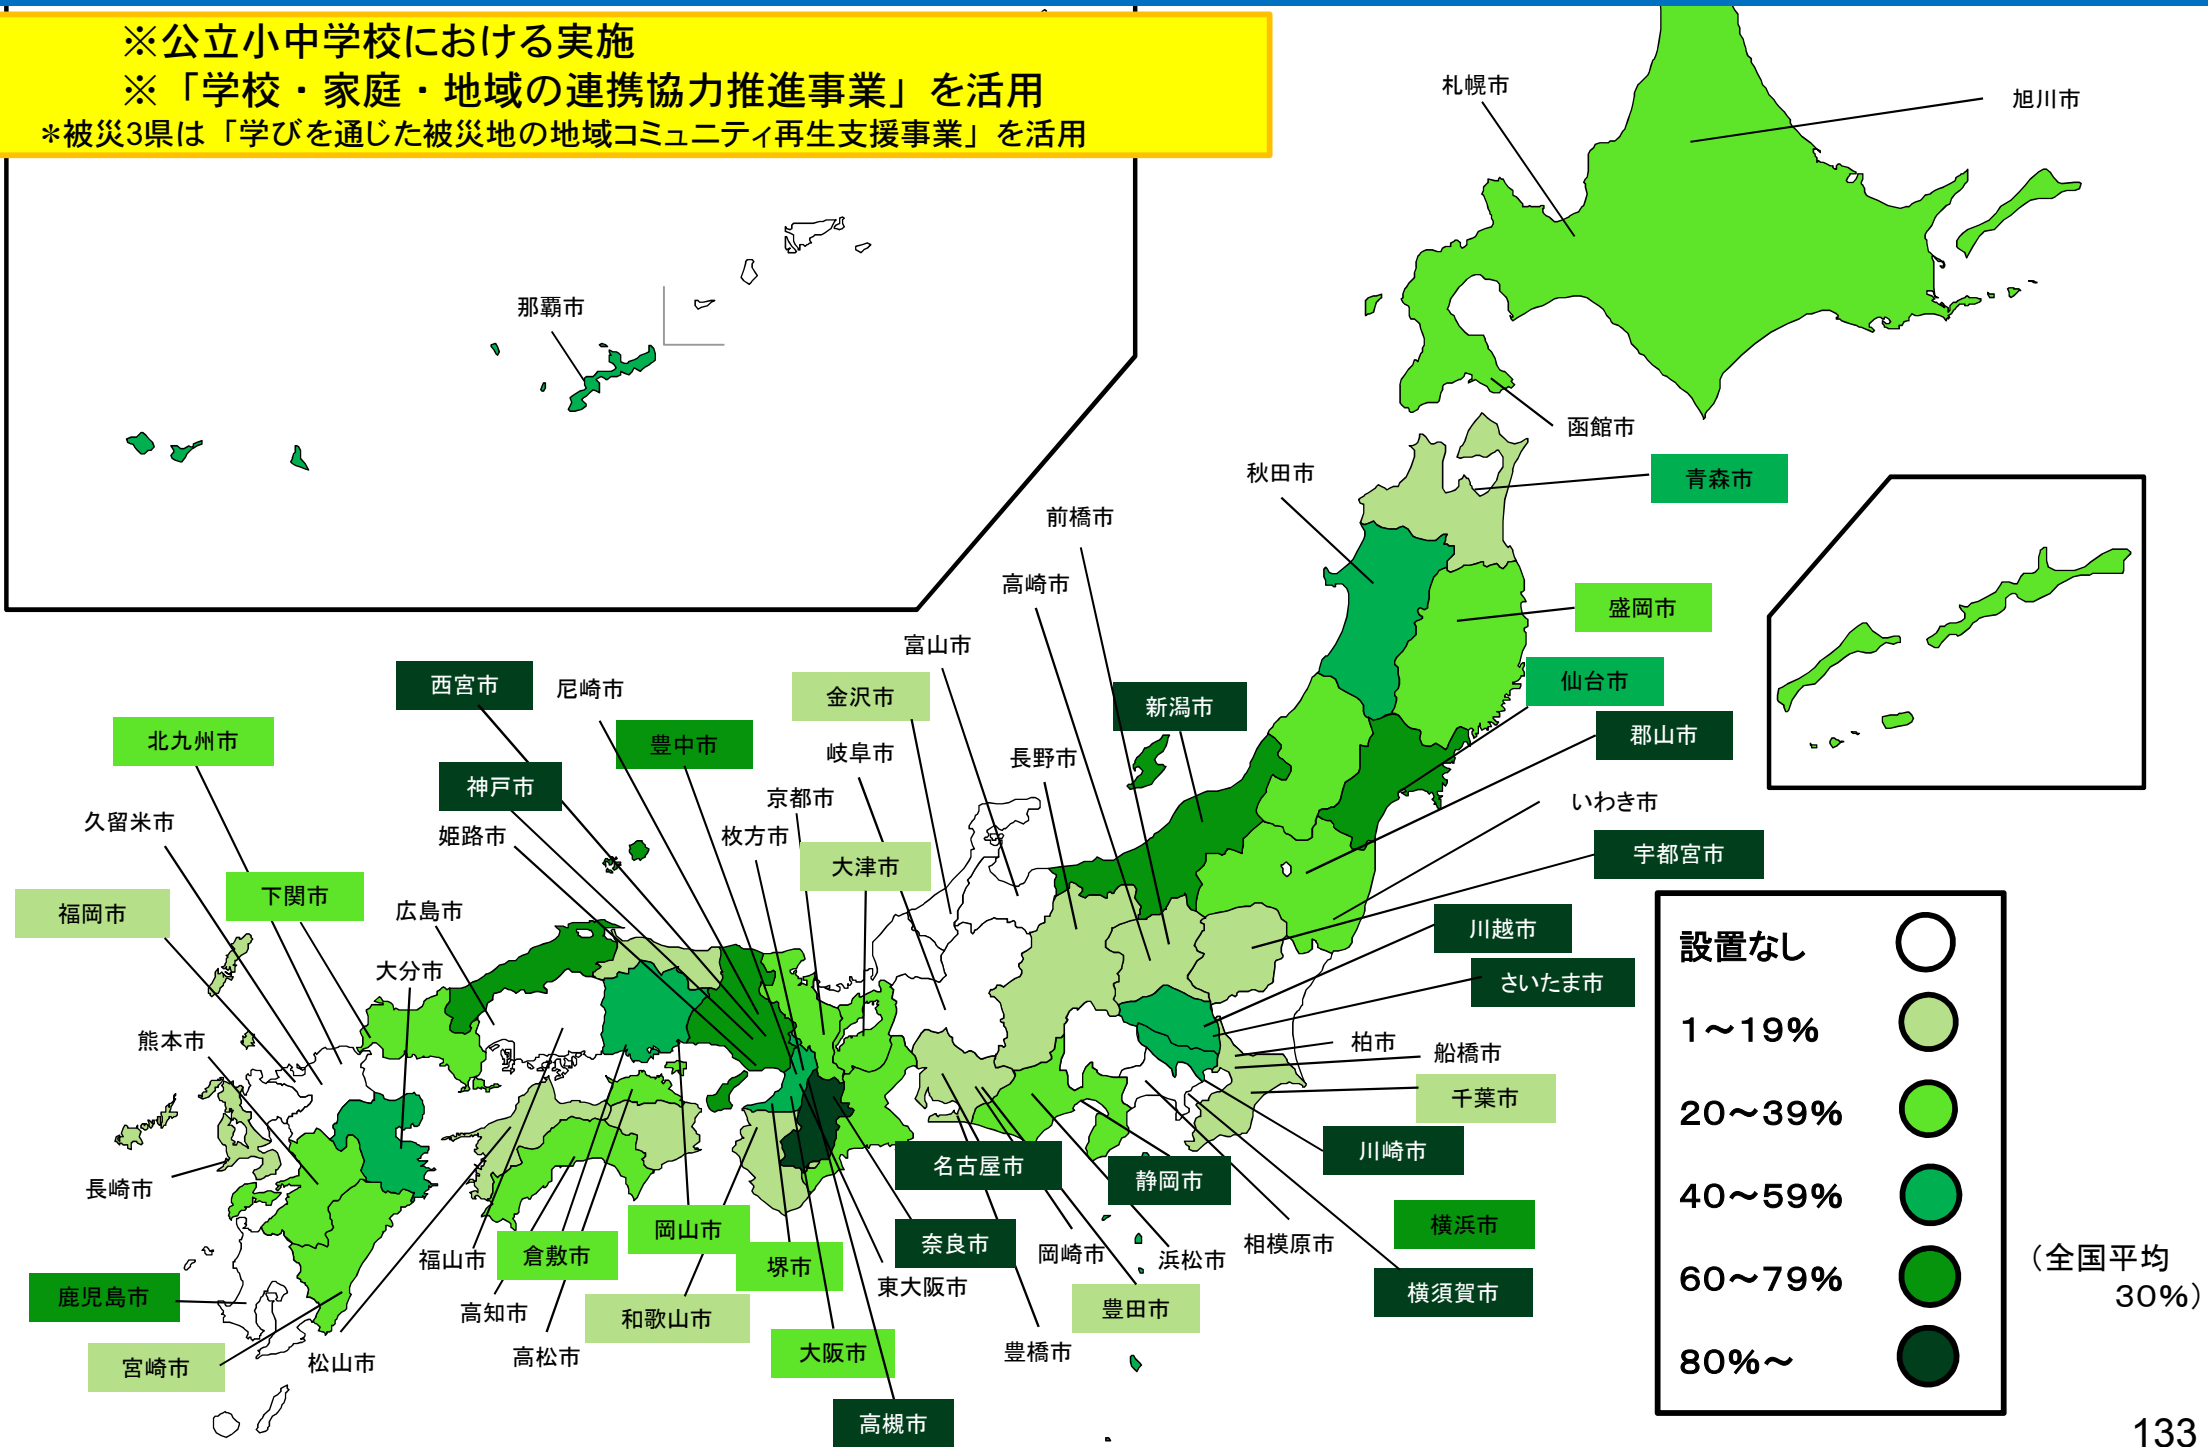 ※公立小中学校における実施
※「学校・家庭・地域の連携協力推進事業」を活用
*被災3県は「学びを通じた被災地の地域コミュニティ再生支援事業」を活用
札幌市
旭川市
那覇市
函館市
秋田市
青森市
前橋市
高崎市
盛岡市
富山市
西宮市
尼崎市
金沢市
仙台市
新潟市
北九州市
豊中市
郡山市
岐阜市
長野市
神戸市
京都市
いわき市
久留米市
姫路市
枚方市
宇都宮市
大津市
下関市
福岡市
広島市
川越市
大分市
さいたま市
熊本市
柏市
船橋市
千葉市
川崎市
長崎市
名古屋市
静岡市
岡山市
横浜市
奈良市
相模原市
福山市
倉敷市
岡崎市
浜松市
堺市
東大阪市
鹿児島市
横須賀市
高知市
和歌山市
豊田市
大阪市
豊橋市
宮崎市
松山市
高松市
高槻市
設置なし
1～19%
20～39%
40～59%
60～79%
80%～
（全国平均
30%）
133